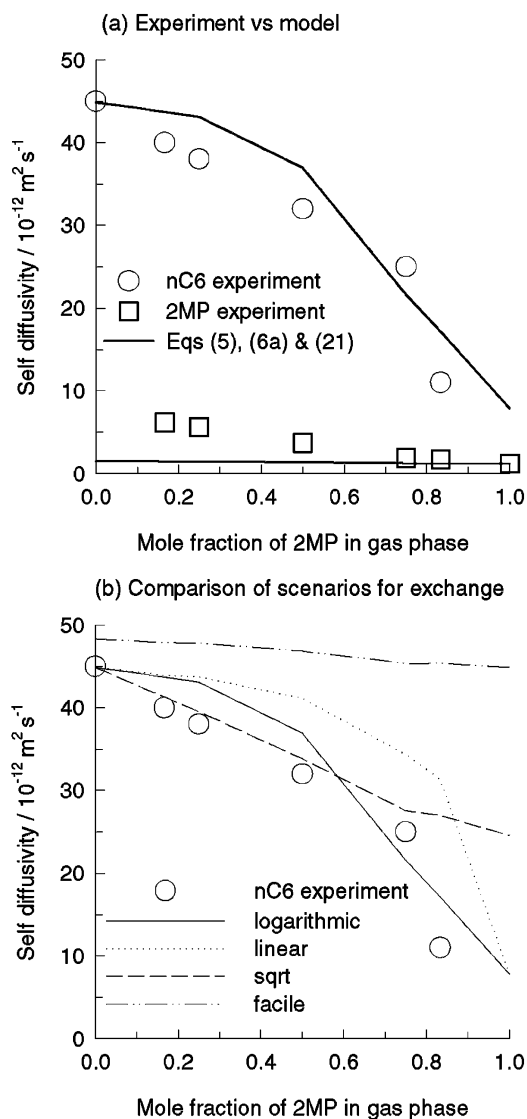 (a) Experiment vs model
50
40
30
20
10
0
Self diffusivity / 10⁻¹² m² s⁻¹
nC6 experiment
2MP experiment
Eqs (5), (6a) & (21)
0.0 0.2 0.4 0.6 0.8 1.0
Mole fraction of 2MP in gas phase
(b) Comparison of scenarios for exchange
50
40
30
20
10
0
Self diffusivity / 10⁻¹² m² s⁻¹
nC6 experiment
logarithmic
linear
sqrt
facile
0.0 0.2 0.4 0.6 0.8 1.0
Mole fraction of 2MP in gas phase